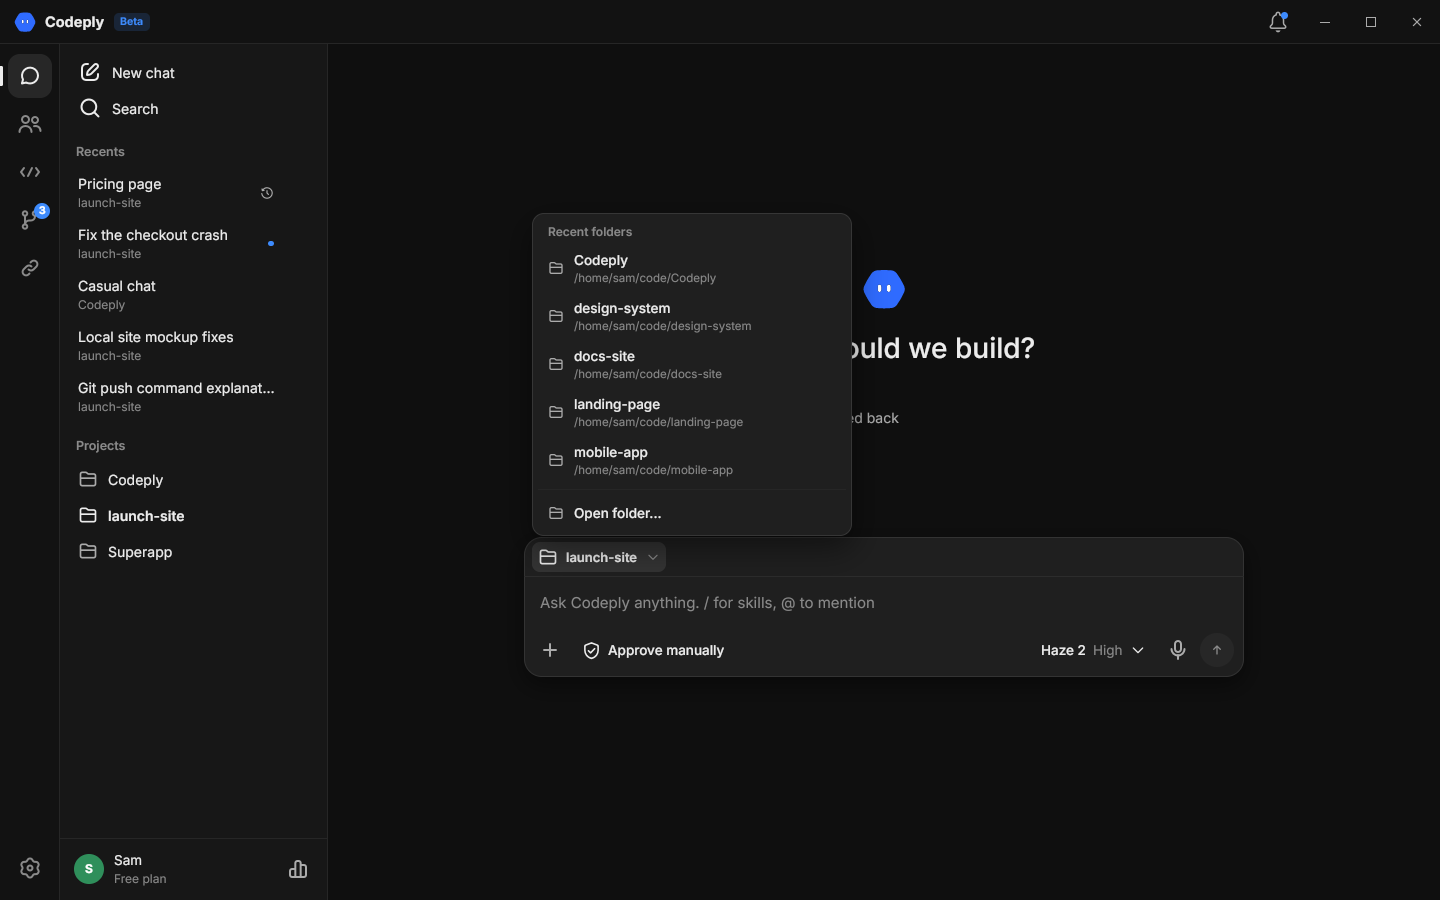 Codeply Beta
New chat
Search
Recents
Pricing page
launch-site
Fix the checkout crash
launch-site
Casual chat
Codeply
Local site mockup fixes
launch-site
Git push command explanat...
launch-site
Projects
Codeply
launch-site
Superapp
3
S
Sam
Free plan
Recent folders
Codeply
/home/sam/code/Codeply
design-system
/home/sam/code/design-system
docs-site
/home/sam/code/docs-site
landing-page
/home/sam/code/landing-page
mobile-app
/home/sam/code/mobile-app
Open folder...
we build?
back
launch-site
Ask Codeply anything. / for skills, @ to mention
Approve manually
Haze 2 High